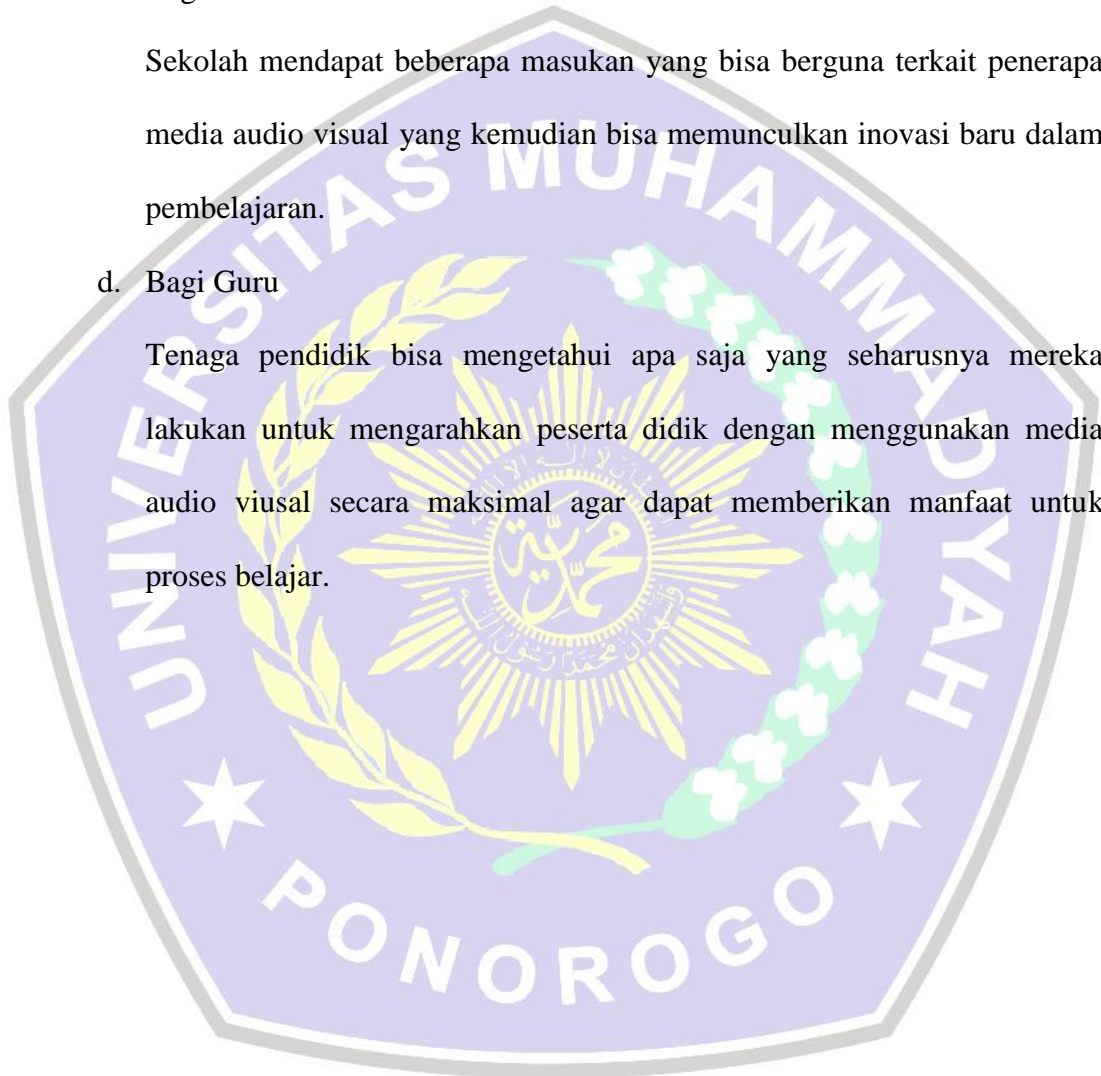 Sekolah mendapat beberapa masukan yang bisa berguna terkait penerapa
media audio visual yang kemudian bisa memunculkan inovasi baru dalam
pembelajaran.
d. Bagi Guru
Tenaga pendidik bisa mengetahui apa saja yang seharusnya mereka
lakukan untuk mengarahkan peserta didik dengan menggunakan media
audio viusal secara maksimal agar dapat memberikan manfaat untuk
proses belajar.
UNIVERSITAS MUHAMMADIYAH
PONOROGO
محمدية